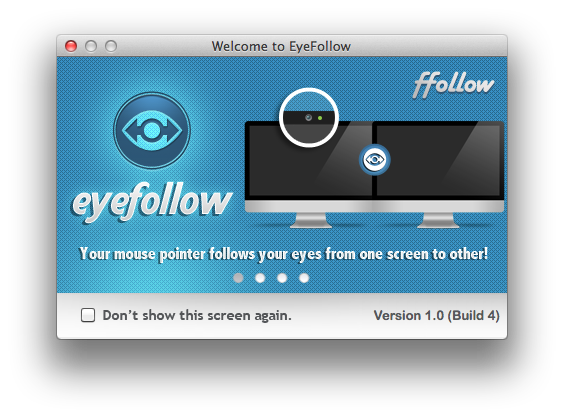 Welcome to EyeFollow
ffollow
eyefollow
Your mouse pointer follows your eyes from one screen to other!
Don't show this screen again.
Version 1.0 (Build 4)